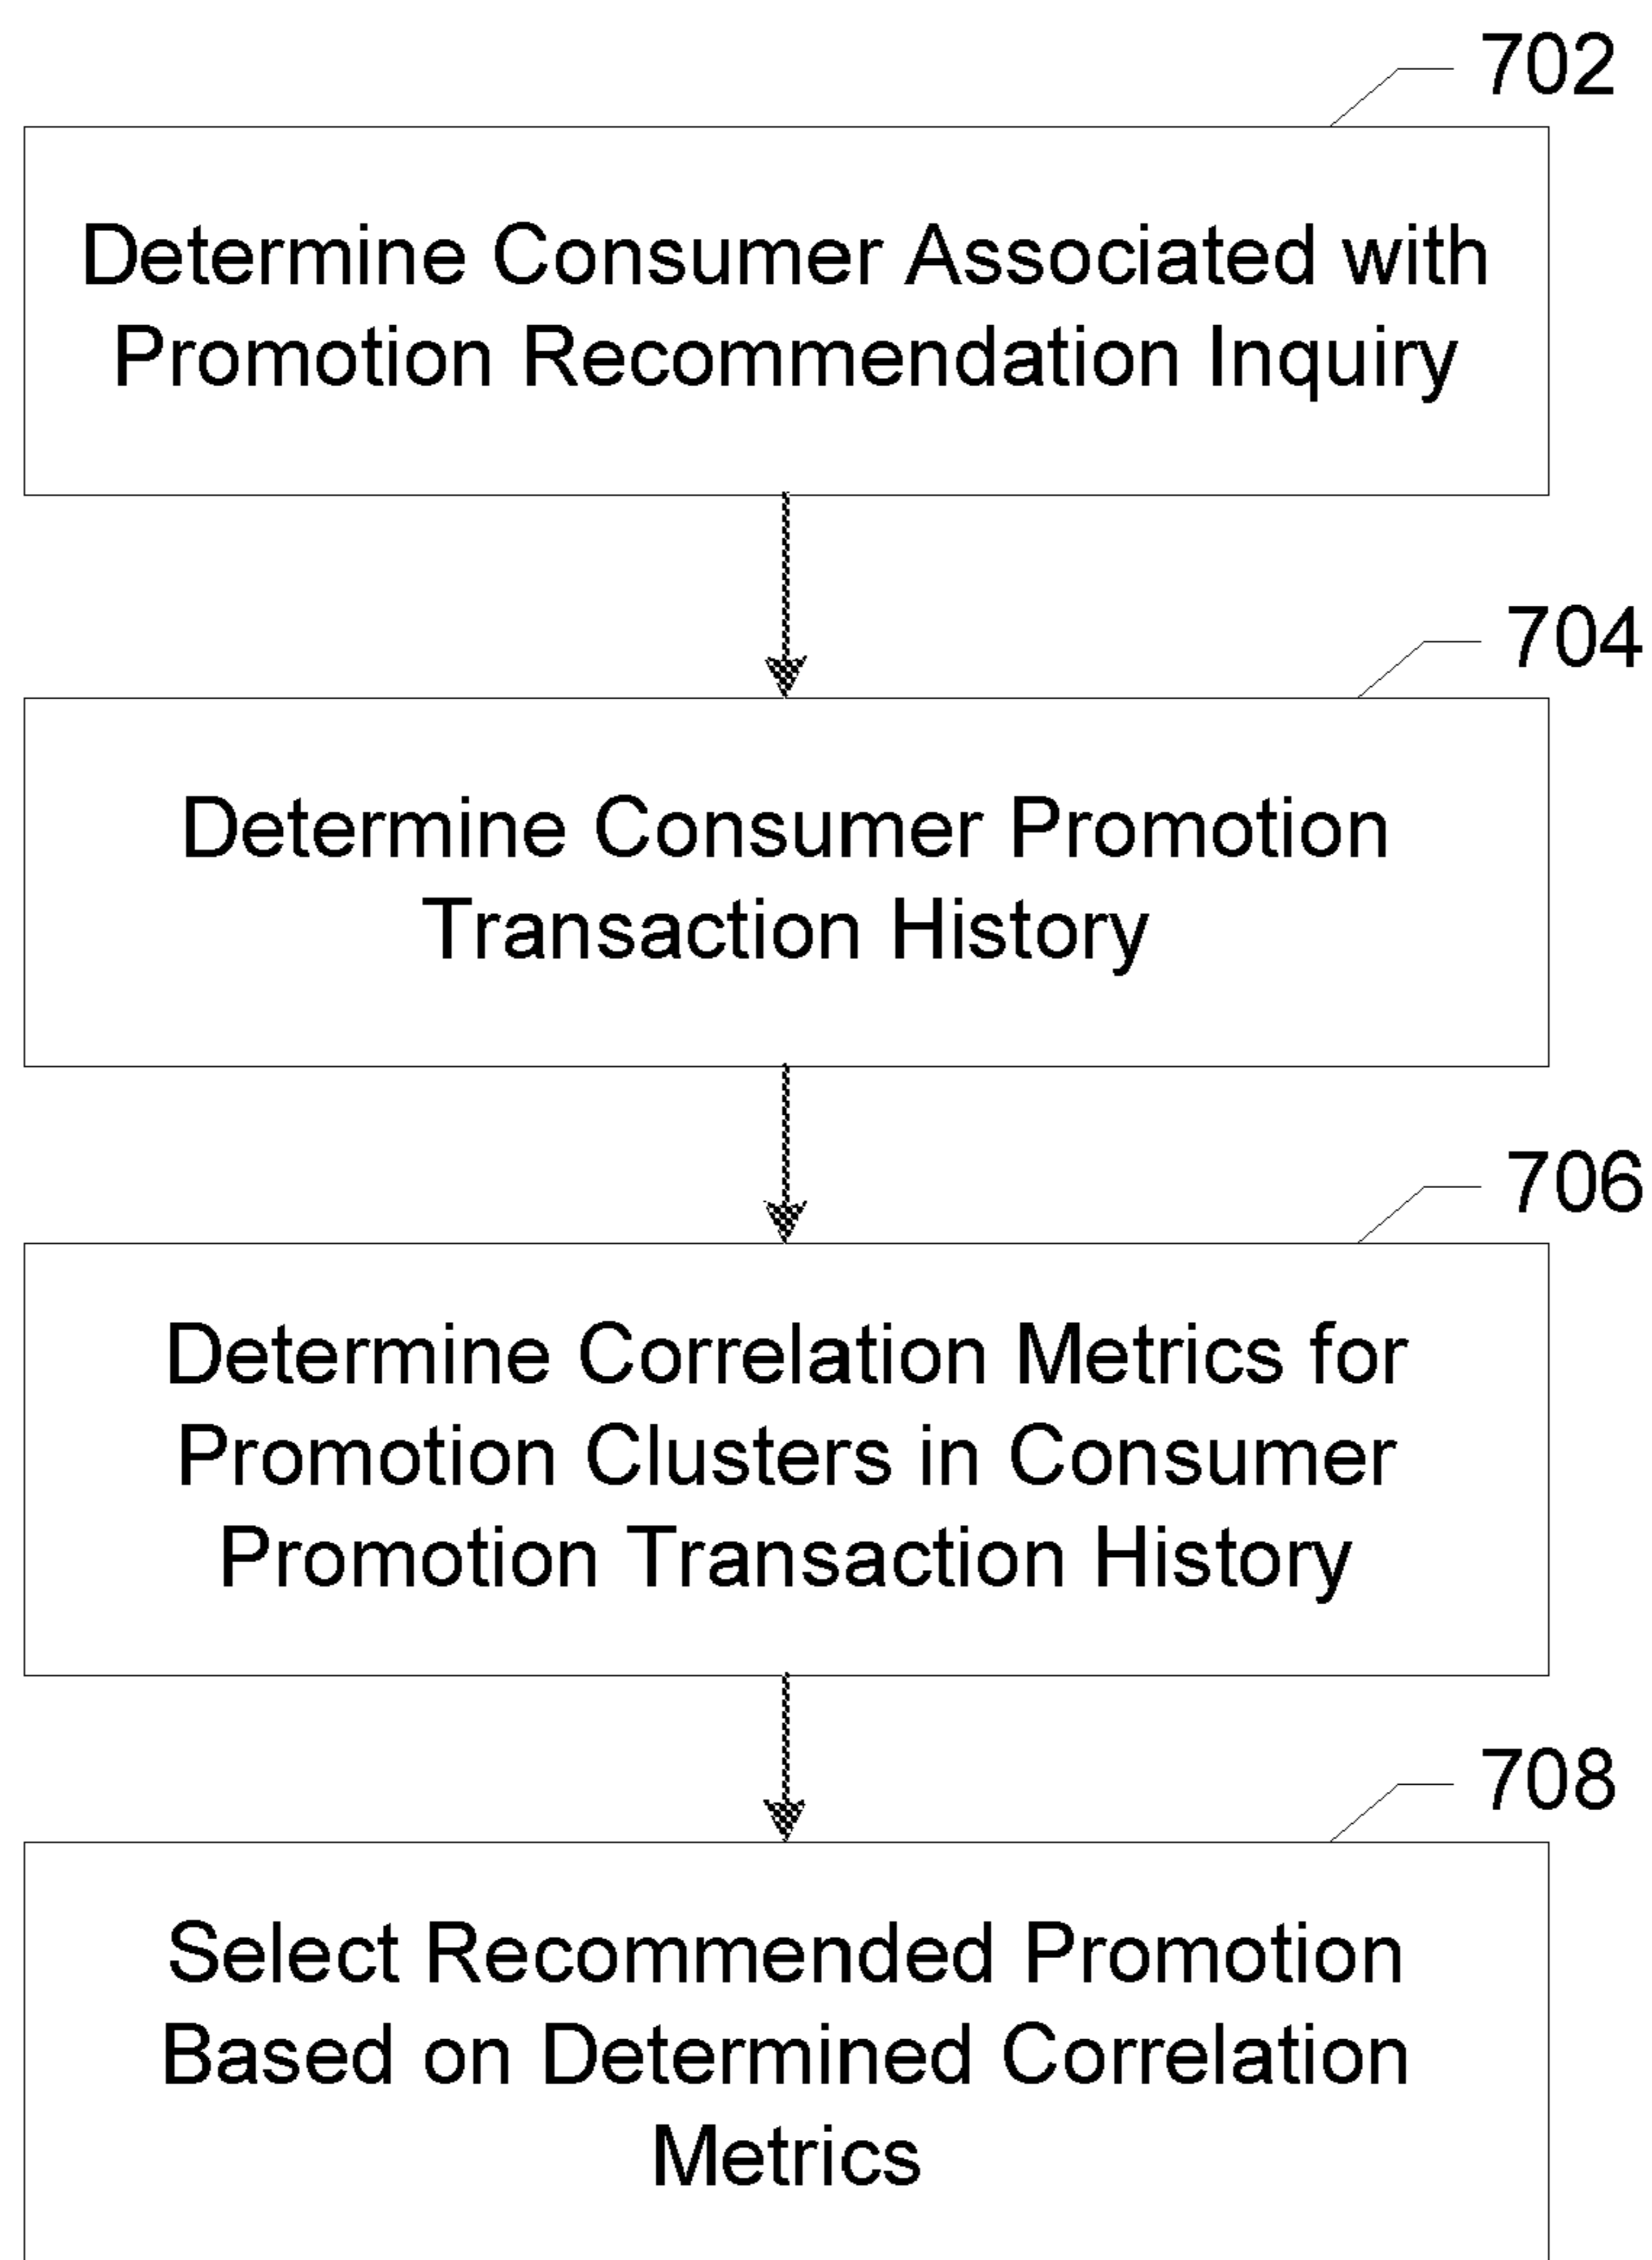 702
Determine Consumer Associated with
Promotion Recommendation Inquiry
704
Determine Consumer Promotion
Transaction History
706
Determine Correlation Metrics for
Promotion Clusters in Consumer
Promotion Transaction History
708
Select Recommended Promotion
Based on Determined Correlation
Metrics